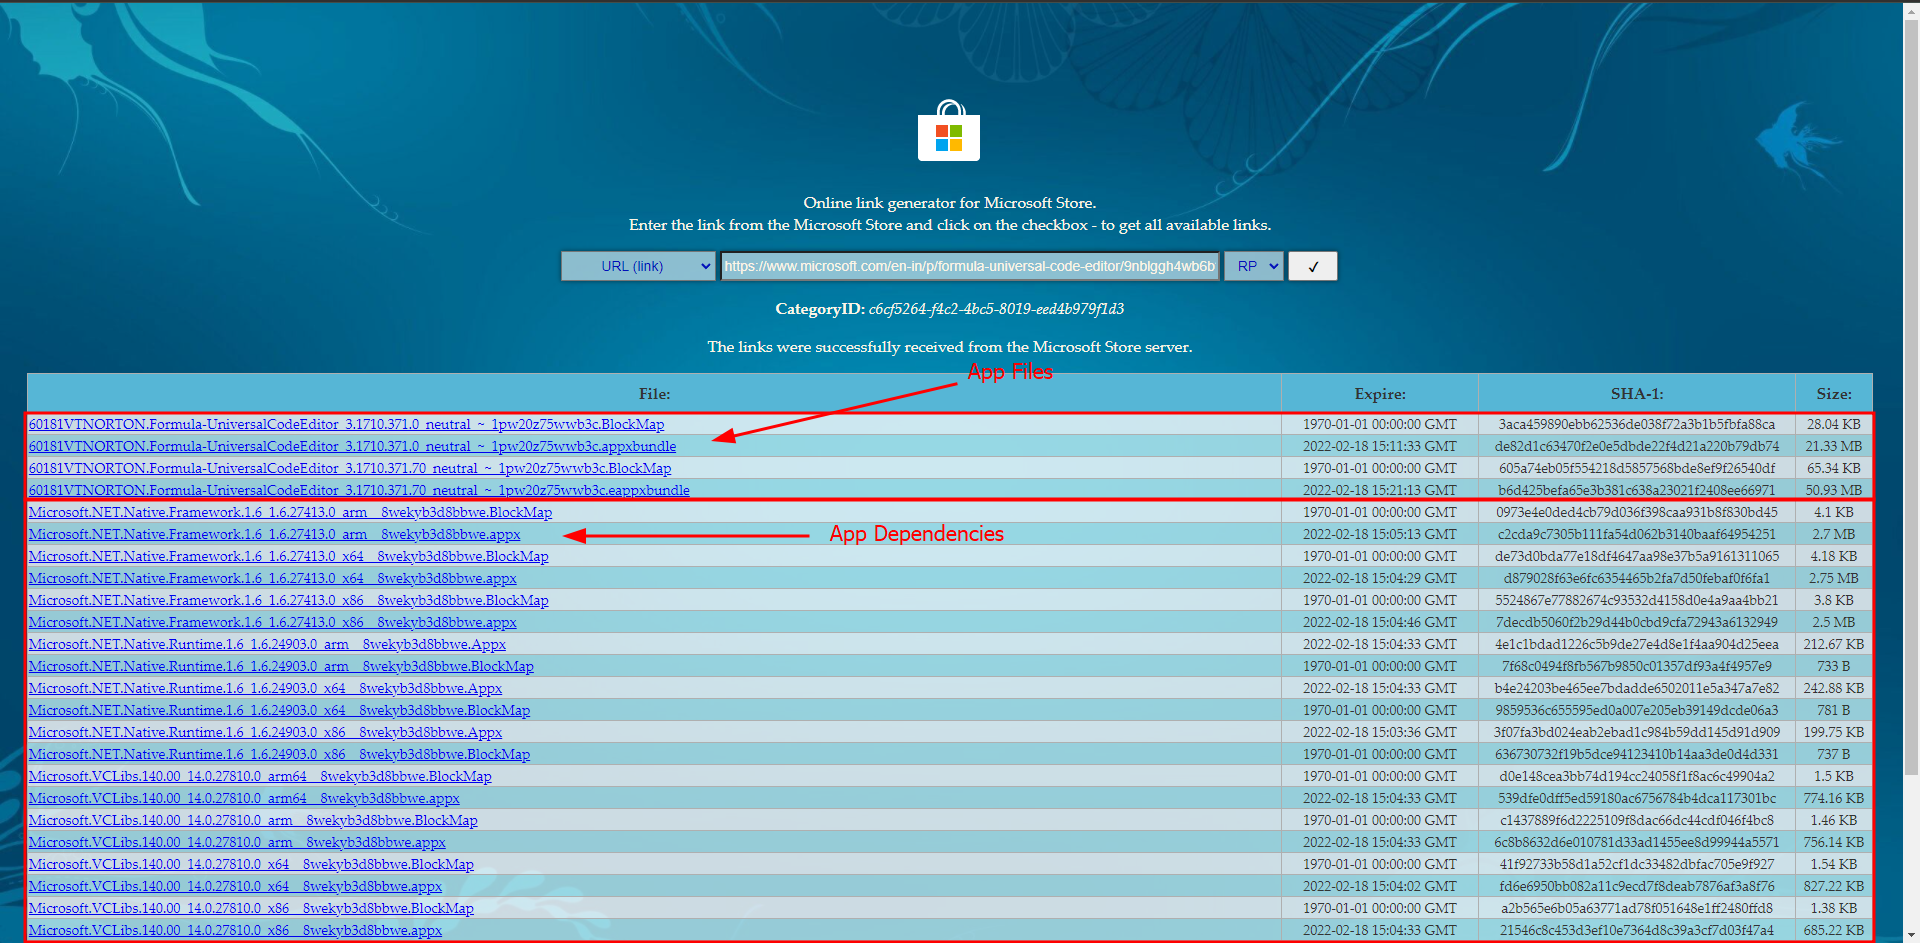 Online link generator for Microsoft Store.
Enter the link from the Microsoft Store and click on the checkbox - to get all available links.
URL (link) https://www.microsoft.com/en-in/p/formula-universal-code-editor/9nblggh4wb6b RP ✓
CategoryID: c6cf5264-f4c2-4bc5-8019-eed4b979f1d3
The links were successfully received from the Microsoft Store server.
App Files
File: Expire: SHA-1: Size:
60181VTNORTON.Formula-UniversalCodeEditor_3.1710.371.0_neutral_~_1pw20z75wwb3c.BlockMap 1970-01-01 00:00:00 GMT 3aca459890ebb62536de038f72a3b1b5fbfa88ca 28.04 KB
60181VTNORTON.Formula-UniversalCodeEditor_3.1710.371.0_neutral_~_1pw20z75wwb3c.appxbundle 2022-02-18 15:11:33 GMT de82d1c63470f2e0e5dbde22f4d21a220b79db74 21.33 MB
60181VTNORTON.Formula-UniversalCodeEditor_3.1710.371.70_neutral_~_1pw20z75wwb3c.BlockMap 1970-01-01 00:00:00 GMT 605a74eb05f554218d5857568bde8ef9f26540df 65.34 KB
60181VTNORTON.Formula-UniversalCodeEditor_3.1710.371.70_neutral_~_1pw20z75wwb3c.eappxbundle 2022-02-18 15:21:13 GMT b6d425befa65e3b381c638a23021f2408ee66971 50.93 MB
Microsoft.NET.Native.Framework.1.6_1.6.27413.0_arm__8wekyb3d8bbwe.BlockMap 1970-01-01 00:00:00 GMT 0973e4e0ded4cb79d036f398caa931b8f830bd45 4.1 KB
Microsoft.NET.Native.Framework.1.6_1.6.27413.0_arm__8wekyb3d8bbwe.appx 2022-02-18 15:05:13 GMT c2cda9c7305b111fa54d062b3140baaf64954251 2.7 MB
App Dependencies
Microsoft.NET.Native.Framework.1.6_1.6.27413.0_x64__8wekyb3d8bbwe.BlockMap 1970-01-01 00:00:00 GMT de73d0bda77e18df4647aa98e37b5a9161311065 4.18 KB
Microsoft.NET.Native.Framework.1.6_1.6.27413.0_x64__8wekyb3d8bbwe.appx 2022-02-18 15:04:29 GMT d879028f63e6fc6354465b2fa7d50febaf0f6fa1 2.75 MB
Microsoft.NET.Native.Framework.1.6_1.6.27413.0_x86__8wekyb3d8bbwe.BlockMap 1970-01-01 00:00:00 GMT 5524867e77882674c93532d4158d0e4a9aa4bb21 3.8 KB
Microsoft.NET.Native.Framework.1.6_1.6.27413.0_x86__8wekyb3d8bbwe.appx 2022-02-18 15:04:46 GMT 7decdb5060f2b29d44b0cbd9cfa72943a6132949 2.5 MB
Microsoft.NET.Native.Runtime.1.6_1.6.24903.0_arm__8wekyb3d8bbwe.Appx 2022-02-18 15:04:33 GMT 4e1c1bdad1226c5b9de27e4d8e1f4aa904d25eea 212.67 KB
Microsoft.NET.Native.Runtime.1.6_1.6.24903.0_arm__8wekyb3d8bbwe.BlockMap 1970-01-01 00:00:00 GMT 7f68c0494f8fb567b9850c01357df93a4f4957e9 733 B
Microsoft.NET.Native.Runtime.1.6_1.6.24903.0_x64__8wekyb3d8bbwe.Appx 2022-02-18 15:04:33 GMT b4e24203be465ee7bdadde6502011e5a347a7e82 242.88 KB
Microsoft.NET.Native.Runtime.1.6_1.6.24903.0_x64__8wekyb3d8bbwe.BlockMap 1970-01-01 00:00:00 GMT 9859536c655595ed0a007e205eb39149dcde06a3 781 B
Microsoft.NET.Native.Runtime.1.6_1.6.24903.0_x86__8wekyb3d8bbwe.Appx 2022-02-18 15:03:36 GMT 3f07fa3bd024eab2ebad1c984b59dd145d91d909 199.75 KB
Microsoft.NET.Native.Runtime.1.6_1.6.24903.0_x86__8wekyb3d8bbwe.BlockMap 1970-01-01 00:00:00 GMT 636730732f19b5dce94123410b14aa3de0d4d331 737 B
Microsoft.VCLibs.140.00_14.0.27810.0_arm64__8wekyb3d8bbwe.BlockMap 1970-01-01 00:00:00 GMT d0e148cea3bb74d194cc24058f1f8ac6c49904a2 1.5 KB
Microsoft.VCLibs.140.00_14.0.27810.0_arm64__8wekyb3d8bbwe.appx 2022-02-18 15:04:33 GMT 539dfe0dff5ed59180ac6756784b4dca117301bc 774.16 KB
Microsoft.VCLibs.140.00_14.0.27810.0_arm__8wekyb3d8bbwe.BlockMap 1970-01-01 00:00:00 GMT c1437889f6d2225109f8dac66dc44cdf046f4bc8 1.46 KB
Microsoft.VCLibs.140.00_14.0.27810.0_arm__8wekyb3d8bbwe.appx 2022-02-18 15:04:33 GMT 6c8b8632d6e010781d33ad1455ee8d99944a5571 756.14 KB
Microsoft.VCLibs.140.00_14.0.27810.0_x64__8wekyb3d8bbwe.BlockMap 1970-01-01 00:00:00 GMT 41f92733b58d1a52cf1dc33482dbfac705e9f927 1.54 KB
Microsoft.VCLibs.140.00_14.0.27810.0_x64__8wekyb3d8bbwe.appx 2022-02-18 15:04:02 GMT fd6e6950bb082a11c9ecd7f8deab7876af3a8f76 827.22 KB
Microsoft.VCLibs.140.00_14.0.27810.0_x86__8wekyb3d8bbwe.BlockMap 1970-01-01 00:00:00 GMT a2b565e6b05a63771ad78f051648e1ff2480ffd8 1.38 KB
Microsoft.VCLibs.140.00_14.0.27810.0_x86__8wekyb3d8bbwe.appx 2022-02-18 15:04:33 GMT 21546c8c453d3ef10e7364d8c39a3cf7d03f47a4 685.22 KB